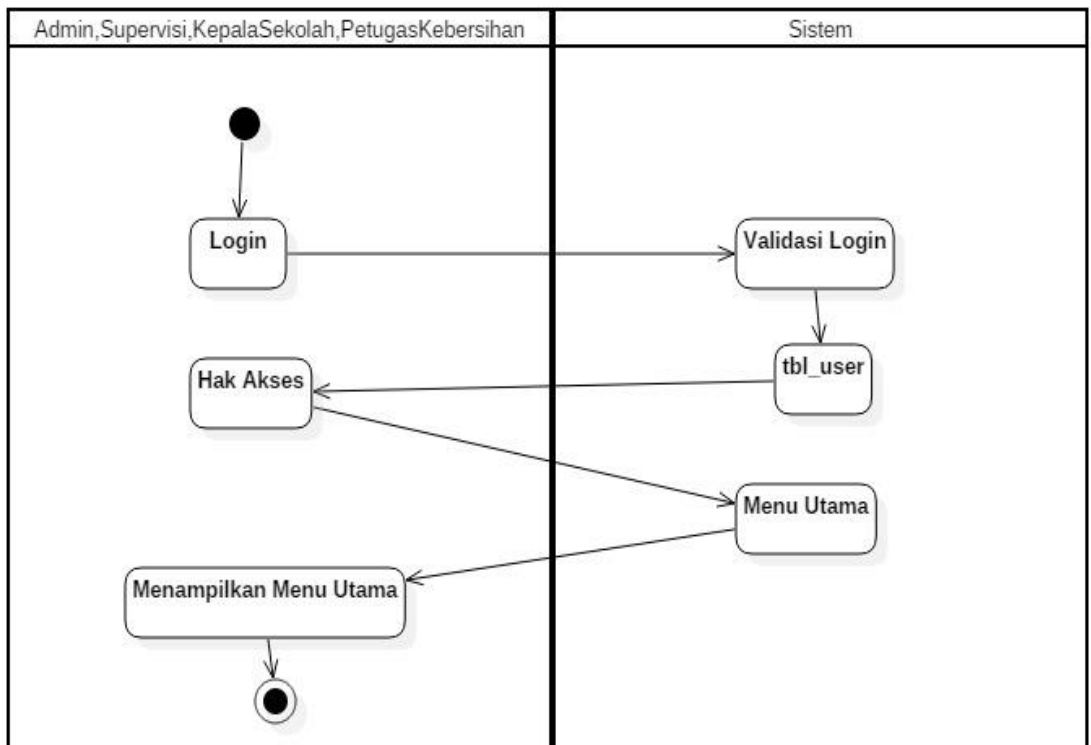 Admin,Supervisi,KepalaSekolah,PetugasKebersihan
Sistem
Login
Validasi Login
tbl_user
Hak Akses
Menu Utama
Menampilkan Menu Utama